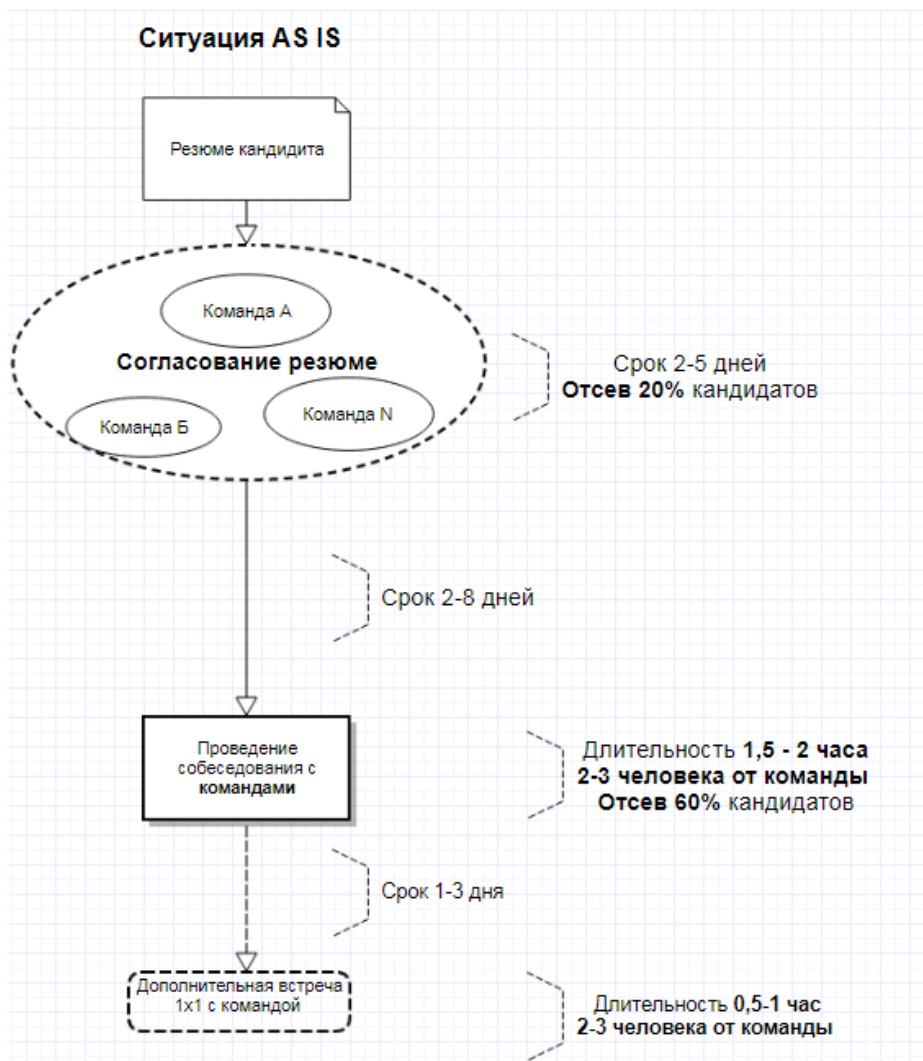 Ситуация AS IS
Резюме кандидита
Команда А
Согласование резюме
Команда Б
Команда N
Срок 2-5 дней
Отсев 20% кандидатов
Срок 2-8 дней
Проведение
собеседования с
командами
Длительность 1,5 - 2 часа
2-3 человека от команды
Отсев 60% кандидатов
Срок 1-3 дня
Дополнительная встреча
1х1 с командой
Длительность 0,5-1 час
2-3 человека от команды